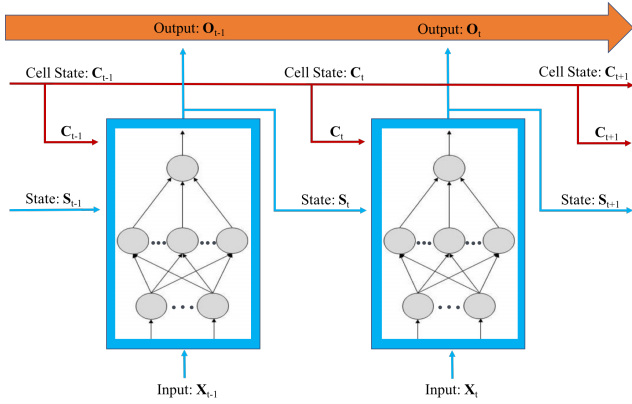 Output: O_{t-1}
Output: O_t
Cell State: C_{t-1}
Cell State: C_t
Cell State: C_{t+1}
C_{t-1}
C_t
C_{t+1}
State: S_{t-1}
State: S_t
State: S_{t+1}
Input: X_{t-1}
Input: X_t